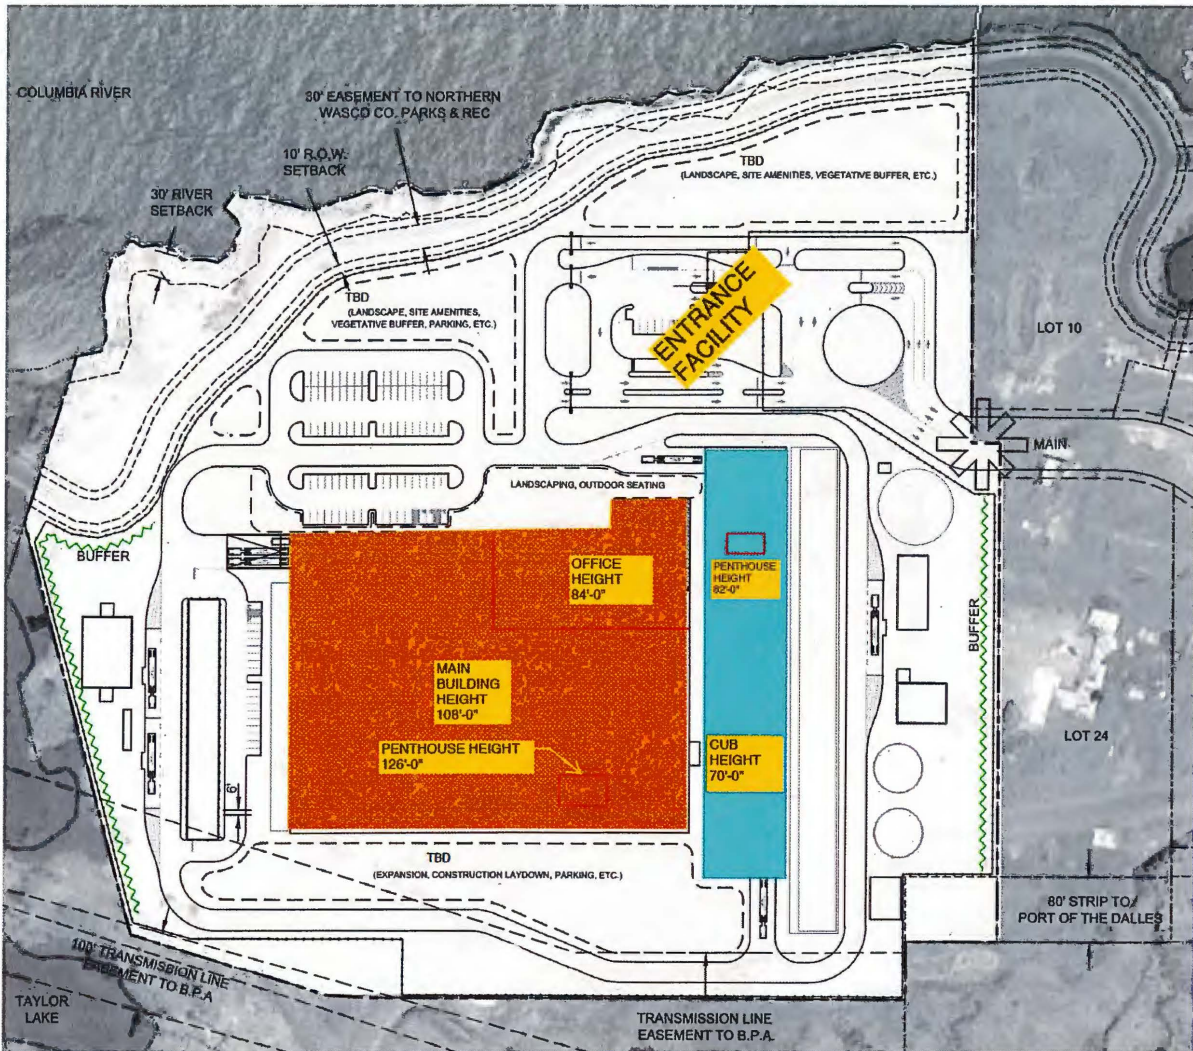 COLUMBIA RIVER
80' EASEMENT TO NORTHERN
WASCO CO. PARKS & REC
10' R.O.W.
SETBACK
30' RIVER
SETBACK
TBD
(LANDSCAPE, SITE AMENITIES, VEGETATIVE BUFFER, ETC.)
TBD
(LANDSCAPE, SITE AMENITIES,
VEGETATIVE BUFFER, PARKING, ETC.)
ENTRANCE
FACILITY
LOT 10
MAIN
LANDSCAPING, OUTDOOR SEATING
BUFFER
OFFICE
HEIGHT
84'-0"
PENTHOUSE
HEIGHT
82'-0"
BUFFER
MAIN
BUILDING
HEIGHT
108'-0"
PENTHOUSE HEIGHT
126'-0"
CUB
HEIGHT
70'-0"
LOT 24
6'
TBD
(EXPANSION, CONSTRUCTION LAYDOWN, PARKING, ETC.)
80' STRIP TO
PORT OF THE DALLES
100' TRANSMISSION LINE
EASEMENT TO B.P.A
TAYLOR
LAKE
TRANSMISSION LINE
EASEMENT TO B.P.A.